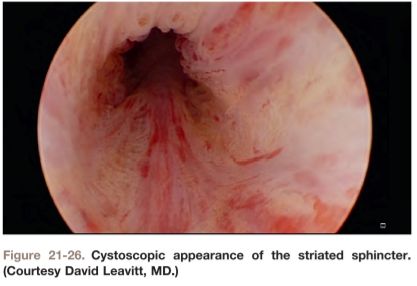 Figure 21-26. Cystoscopic appearance of the striated sphincter.
(Courtesy David Leavitt, MD.)